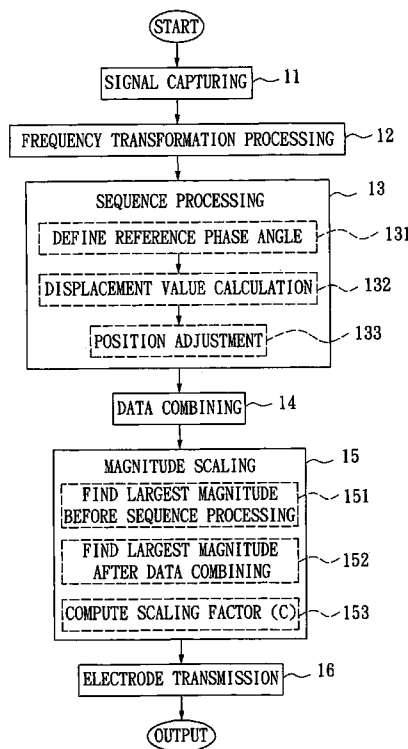 START
SIGNAL CAPTURING 11
FREQUENCY TRANSFORMATION PROCESSING 12
SEQUENCE PROCESSING 13
DEFINE REFERENCE PHASE ANGLE 131
DISPLACEMENT VALUE CALCULATION 132
POSITION ADJUSTMENT 133
DATA COMBINING 14
MAGNITUDE SCALING 15
FIND LARGEST MAGNITUDE 151
BEFORE SEQUENCE PROCESSING
FIND LARGEST MAGNITUDE 152
AFTER DATA COMBINING
COMPUTE SCALING FACTOR (C) 153
ELECTRODE TRANSMISSION 16
OUTPUT